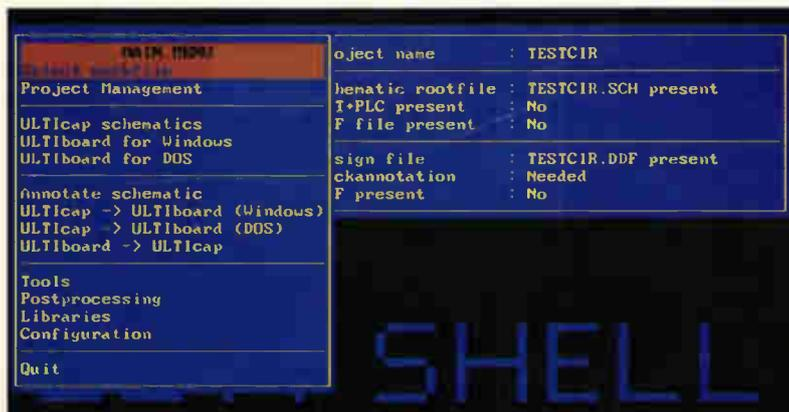 MAIN MENU
Project Management
ULTIcap schematics
ULTIboard for Windows
ULTIboard for DOS
Annotate schematic
ULTIcap -> ULTIboard (Windows)
ULTIcap -> ULTIboard (DOS)
ULTIboard -> ULTIcap
Tools
Postprocessing
Libraries
Configuration
Quit
oject name : TESTCIR
hematic rootfile : TESTCIR.SCH present
T+PLC present : No
F file present : No
sign file : TESTCIR.DDF present
ckannotation : Needed
F present : No
SHELL